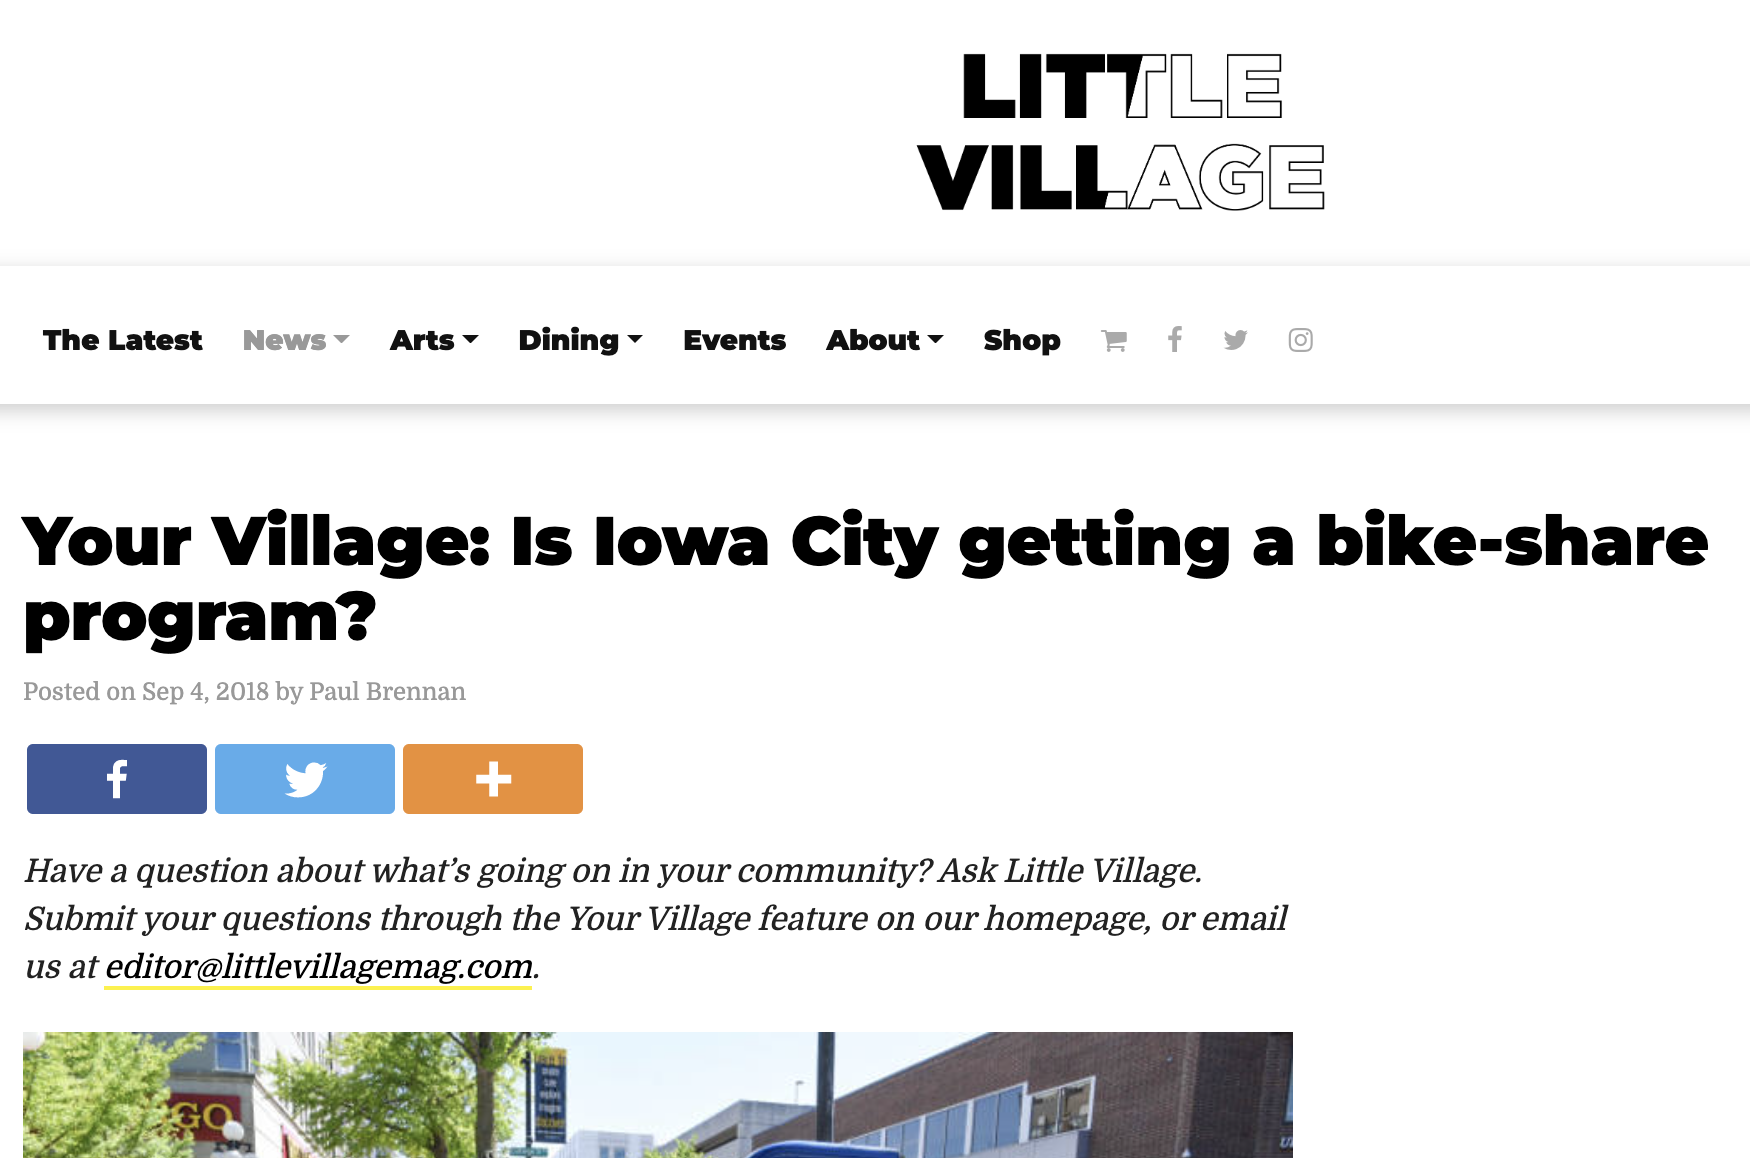 LITTLE
VILLAGE
The Latest News Arts Dining Events About Shop
Your Village: Is Iowa City getting a bike-share
program?
Posted on Sep 4, 2018 by Paul Brennan
Have a question about what’s going on in your community? Ask Little Village.
Submit your questions through the Your Village feature on our homepage, or email
us at editor@littlevillagemag.com.
GO